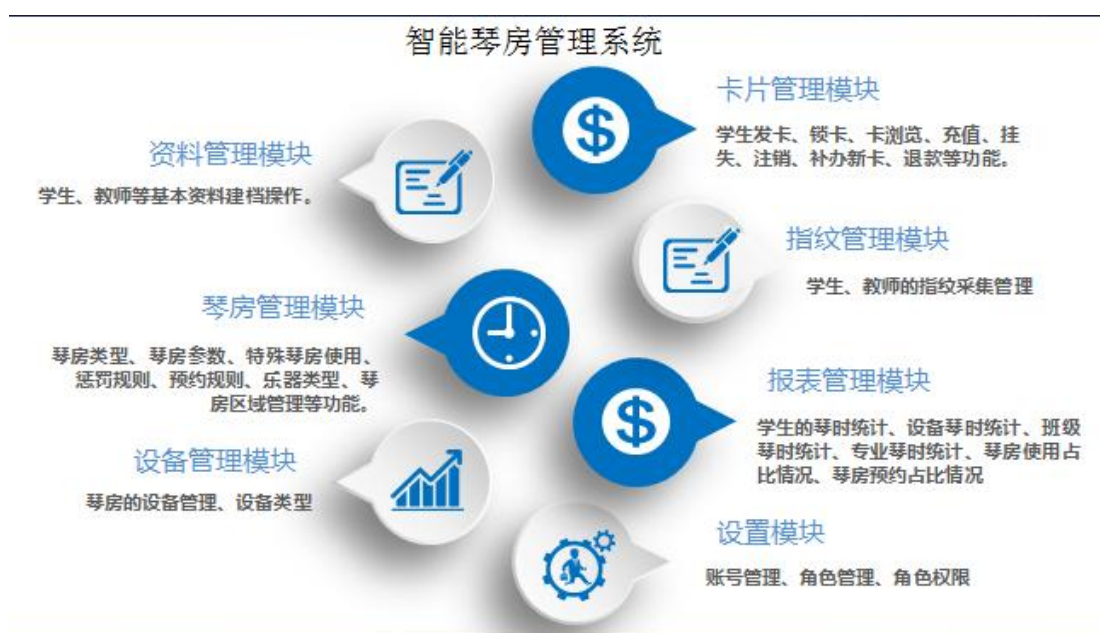 智能琴房管理系统
卡片管理模块
学生发卡、锁卡、卡浏览、充值、挂
失、注销、补办新卡、退款等功能。
资料管理模块
学生、教师等基本资料建档操作。
指纹管理模块
学生、教师的指纹采集管理
琴房管理模块
琴房类型、琴房参数、特殊琴房使用、
惩罚规则、预约规则、乐器类型、琴
房区域管理等功能。
报表管理模块
学生的琴时统计、设备琴时统计、班级
琴时统计、专业琴时统计、琴房使用占
比情况、琴房预约占比情况
设备管理模块
琴房的设备管理、设备类型
设置模块
账号管理、角色管理、角色权限